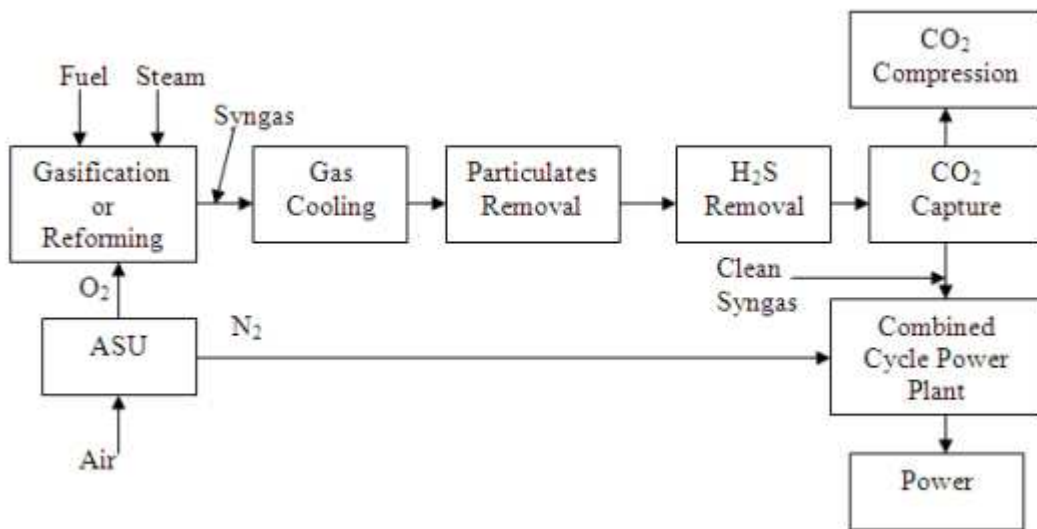 CO₂
Compression
Fuel
Steam
Syngas
Gasification
or
Reforming
Gas
Cooling
Particulates
Removal
H₂S
Removal
CO₂
Capture
O₂
Clean
Syngas
ASU
N₂
Combined
Cycle Power
Plant
Air
Power